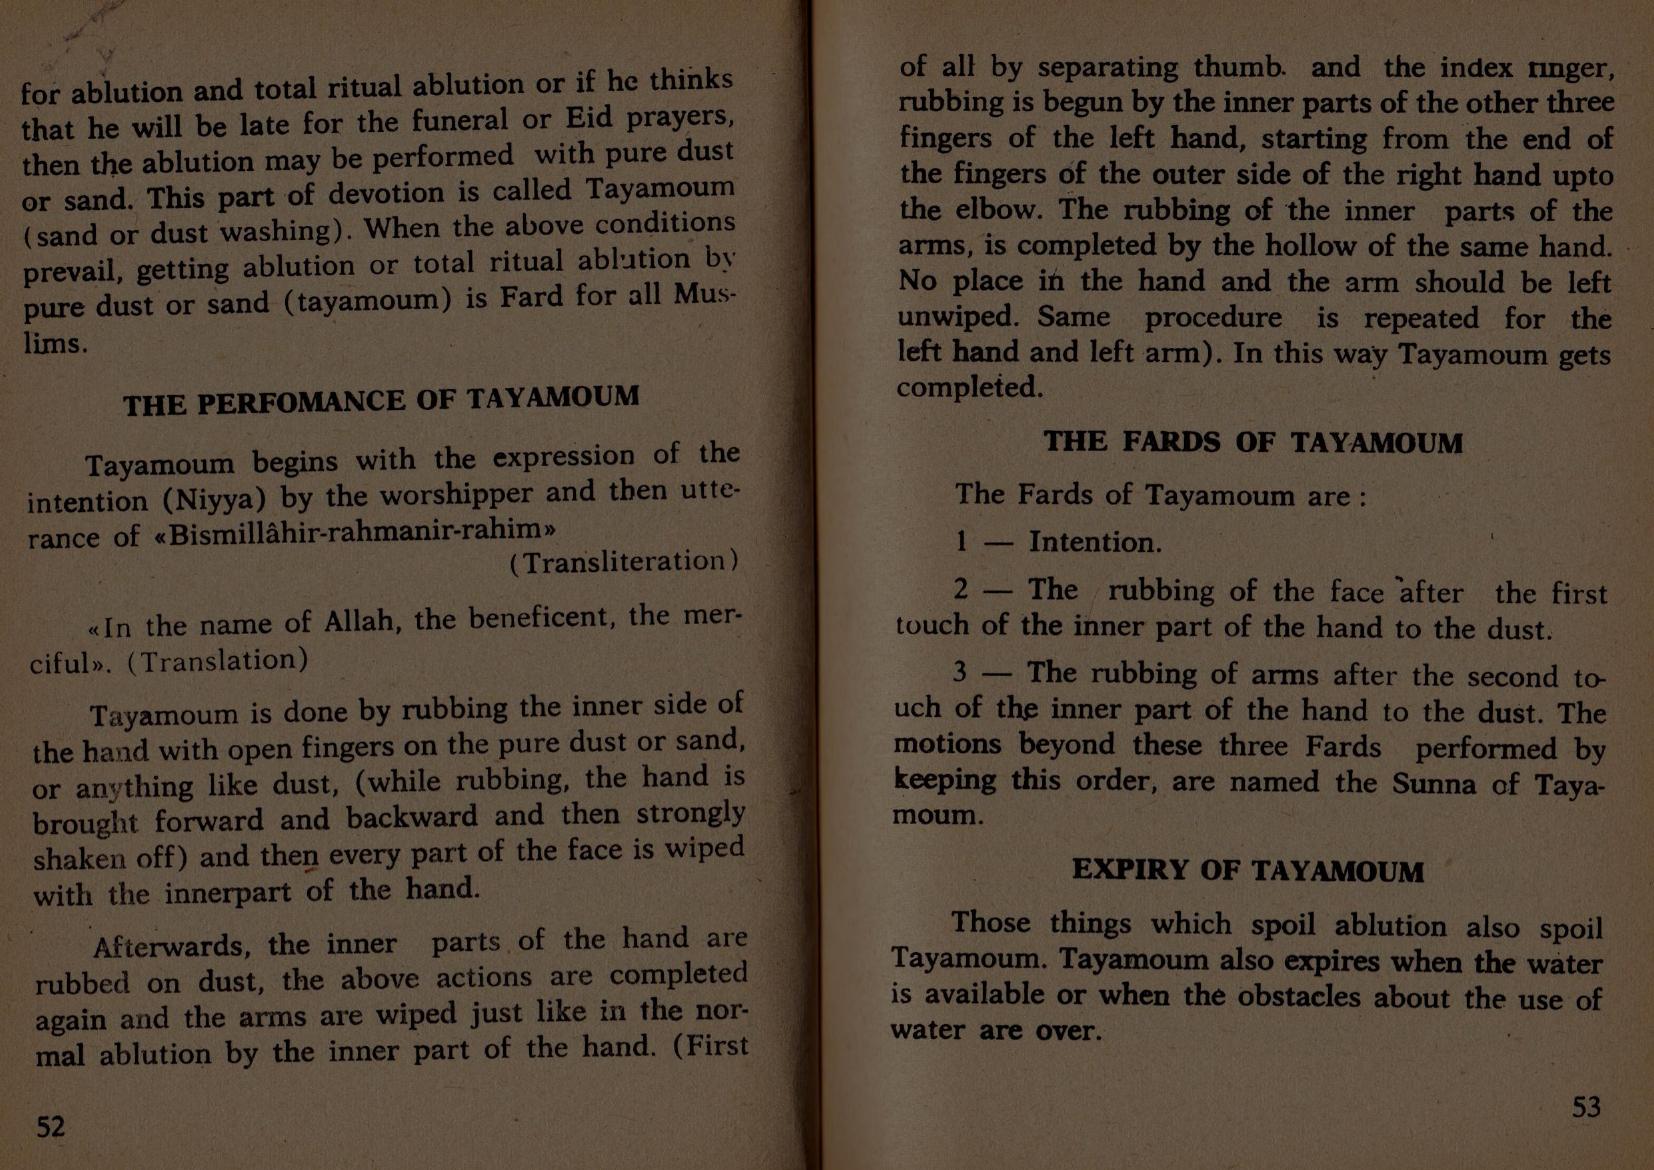 for ablution and total ritual ablution or if he thinks
that he will be late for the funeral or Eid prayers,
then the ablution may be performed with pure dust
or sand. This part of devotion is called Tayamoum
(sand or dust washing). When the above conditions
prevail, getting ablution or total ritual ablution by
pure dust or sand (tayamoum) is Fard for all Mus-
lims.
THE PERFOMANCE OF TAYAMOUM
Tayamoum begins with the expression of the
intention (Niyya) by the worshipper and then utte-
rance of «Bismillâhir-rahmanir-rahim»
(Transliteration)
«In the name of Allah, the beneficent, the mer-
ciful». (Translation)
Tayamoum is done by rubbing the inner side of
the hand with open fingers on the pure dust or sand,
or anything like dust, (while rubbing, the hand is
brought forward and backward and then strongly
shaken off) and then every part of the face is wiped
with the innerpart of the hand.
Afterwards, the inner parts of the hand are
rubbed on dust, the above actions are completed
again and the arms are wiped just like in the nor-
mal ablution by the inner part of the hand. (First
52
of all by separating thumb. and the index finger,
rubbing is begun by the inner parts of the other three
fingers of the left hand, starting from the end of
the fingers of the outer side of the right hand upto
the elbow. The rubbing of the inner parts of the
arms, is completed by the hollow of the same hand.
No place in the hand and the arm should be left
unwiped. Same procedure is repeated for the
left hand and left arm). In this way Tayamoum gets
completed.
THE FARDS OF TAYAMOUM
The Fards of Tayamoum are :
1 — Intention.
2 — The rubbing of the face after the first
touch of the inner part of the hand to the dust.
3 — The rubbing of arms after the second to-
uch of the inner part of the hand to the dust. The
motions beyond these three Fards performed by
keeping this order, are named the Sunna of Taya-
moum.
EXPIRY OF TAYAMOUM
Those things which spoil ablution also spoil
Tayamoum. Tayamoum also expires when the water
is available or when the obstacles about the use of
water are over.
53